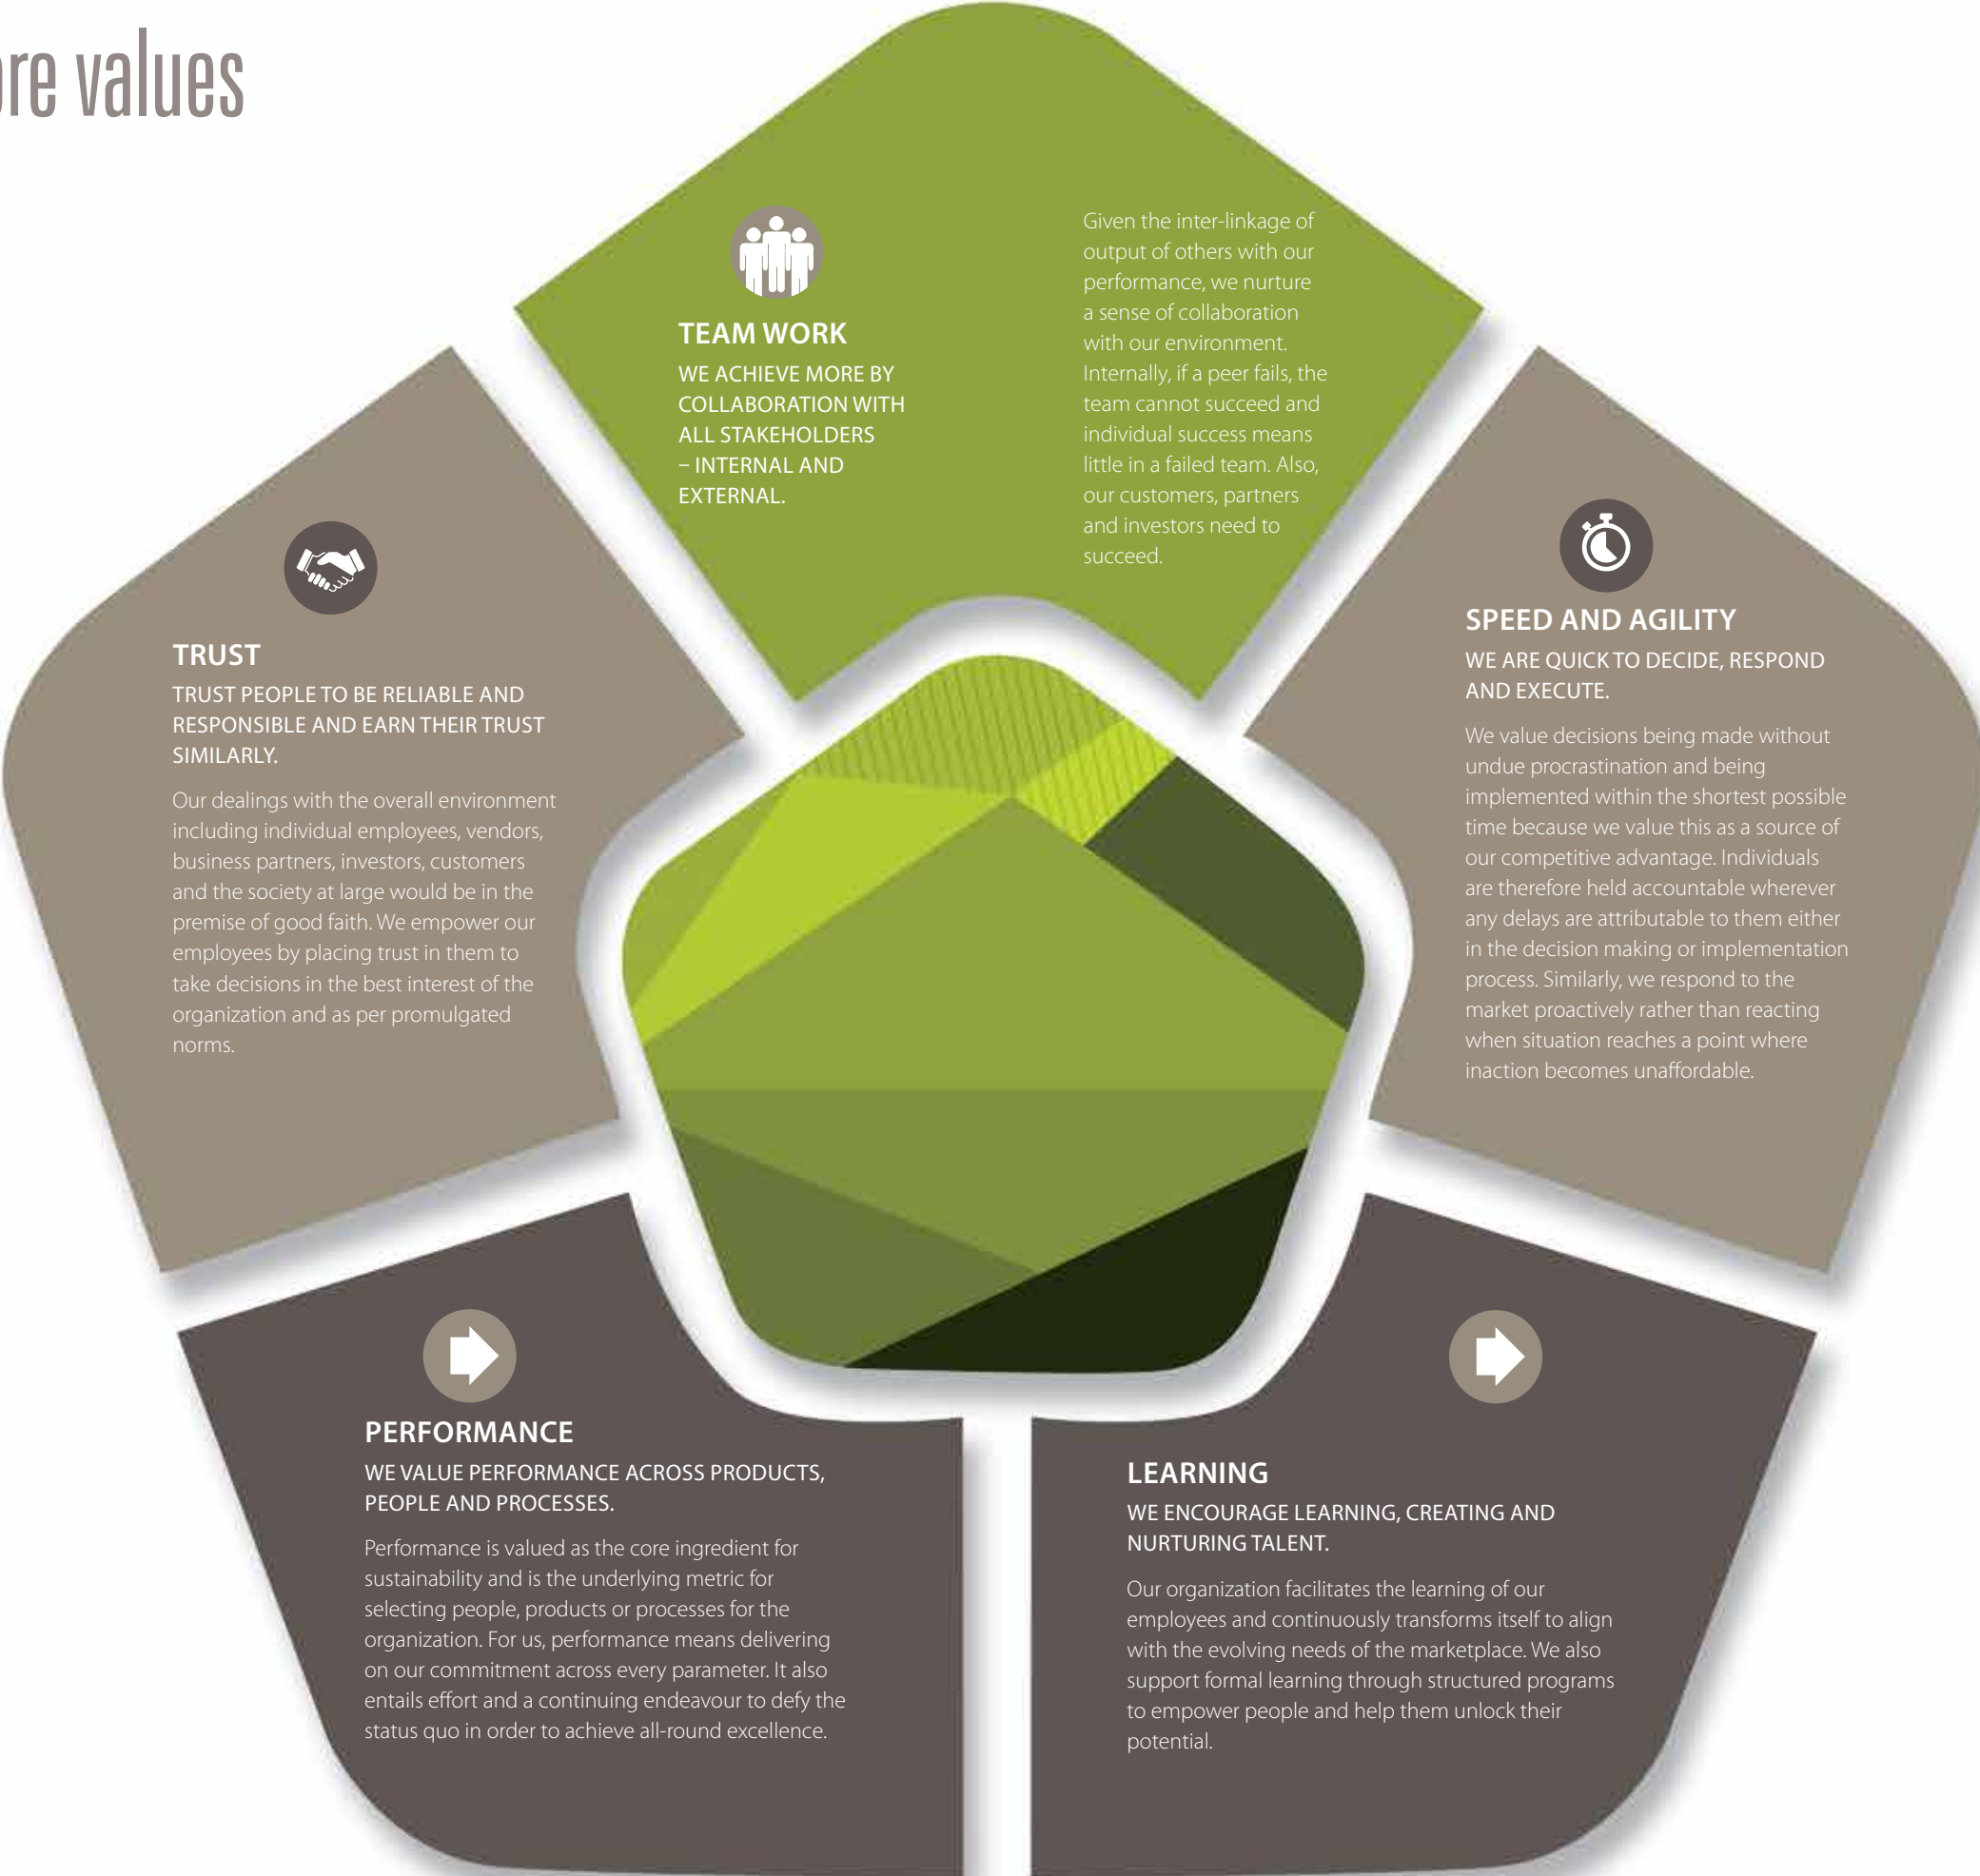 re values
TEAM WORK
WE ACHIEVE MORE BY
COLLABORATION WITH
ALL STAKEHOLDERS
– INTERNAL AND
EXTERNAL.
Given the inter-linkage of
output of others with our
performance, we nurture
a sense of collaboration
with our environment.
Internally, if a peer fails, the
team cannot succeed and
individual success means
little in a failed team. Also,
our customers, partners
and investors need to
succeed.
TRUST
TRUST PEOPLE TO BE RELIABLE AND
RESPONSIBLE AND EARN THEIR TRUST
SIMILARLY.
Our dealings with the overall environment
including individual employees, vendors,
business partners, investors, customers
and the society at large would be in the
premise of good faith. We empower our
employees by placing trust in them to
take decisions in the best interest of the
organization and as per promulgated
norms.
SPEED AND AGILITY
WE ARE QUICK TO DECIDE, RESPOND
AND EXECUTE.
We value decisions being made without
undue procrastination and being
implemented within the shortest possible
time because we value this as a source of
our competitive advantage. Individuals
are therefore held accountable wherever
any delays are attributable to them either
in the decision making or implementation
process. Similarly, we respond to the
market proactively rather than reacting
when situation reaches a point where
inaction becomes unaffordable.
PERFORMANCE
WE VALUE PERFORMANCE ACROSS PRODUCTS,
PEOPLE AND PROCESSES.
Performance is valued as the core ingredient for
sustainability and is the underlying metric for
selecting people, products or processes for the
organization. For us, performance means delivering
on our commitment across every parameter. It also
entails effort and a continuing endeavour to defy the
status quo in order to achieve all-round excellence.
LEARNING
WE ENCOURAGE LEARNING, CREATING AND
NURTURING TALENT.
Our organization facilitates the learning of our
employees and continuously transforms itself to align
with the evolving needs of the marketplace. We also
support formal learning through structured programs
to empower people and help them unlock their
potential.